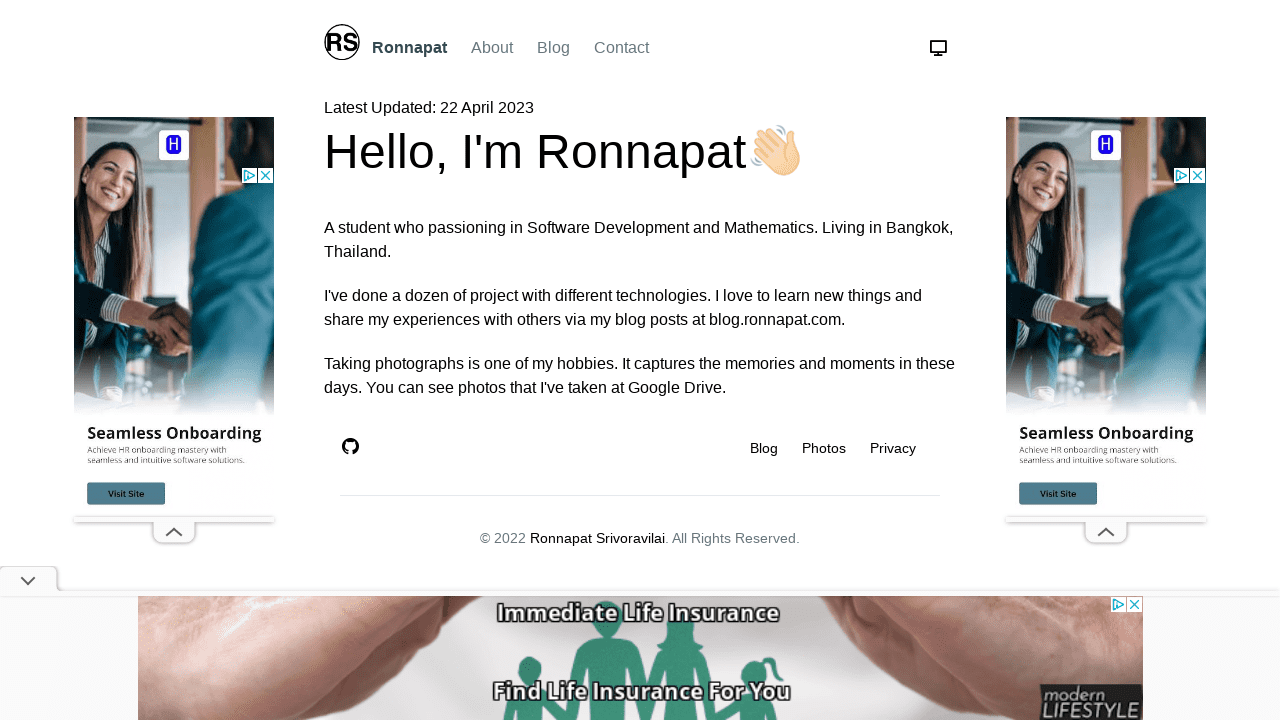 RS
Ronnapat About Blog Contact
Latest Updated: 22 April 2023
Hello, I'm Ronnapat👋🏼
A student who passioning in Software Development and Mathematics. Living in Bangkok,
Thailand.
I've done a dozen of project with different technologies. I love to learn new things and
share my experiences with others via my blog posts at blog.ronnapat.com.
Taking photographs is one of my hobbies. It captures the memories and moments in these
days. You can see photos that I've taken at Google Drive.
Blog Photos Privacy
© 2022 Ronnapat Srivoravilai. All Rights Reserved.
H
Seamless Onboarding
Achieve HR onboarding mastery with
seamless and intuitive software solutions.
Visit Site
H
Seamless Onboarding
Achieve HR onboarding mastery with
seamless and intuitive software solutions.
Visit Site
Immediate Life Insurance
Find Life Insurance For You
modern
LIFESTYLE